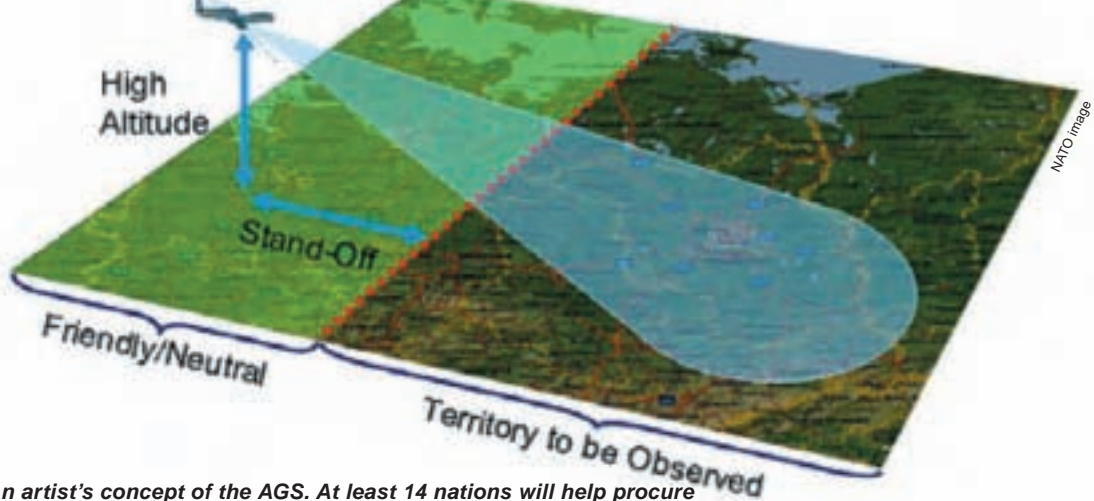 High
Altitude
Stand-Off
Friendly/Neutral
Territory to be Observed
NATO image
n artist's concept of the AGS. At least 14 nations will help procure